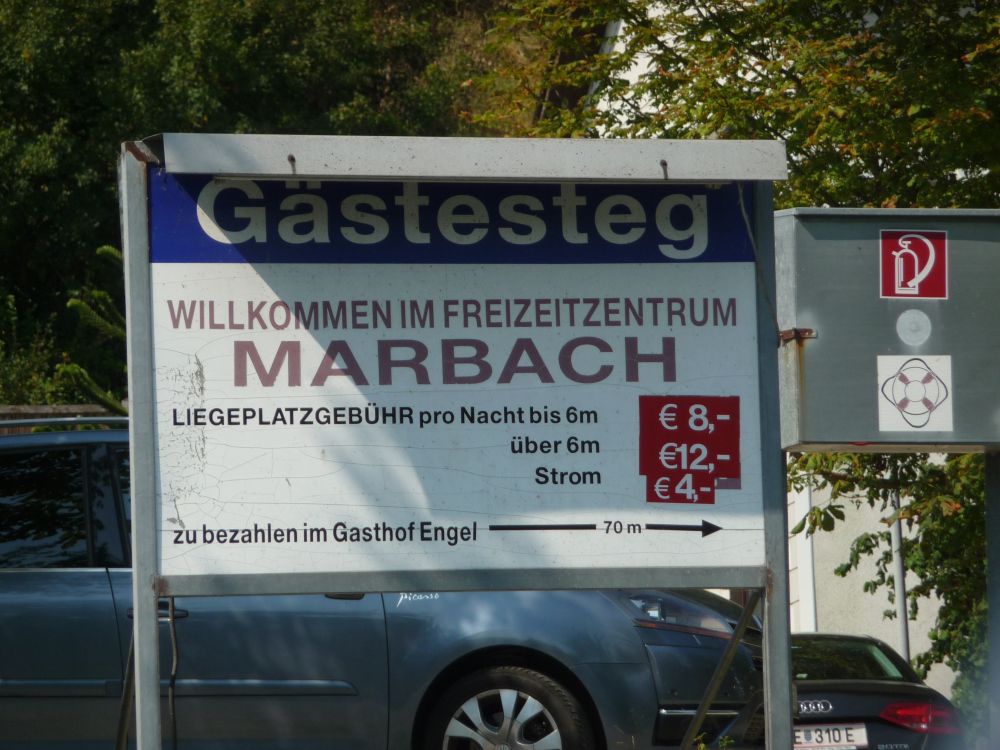 Gästesteg
WILLKOMMEN IM FREIZEITZENTRUM
MARBACH
LIEGEPLATZGEBÜHR pro Nacht bis 6m € 8,-
über 6m €12,-
Strom € 4,-
zu bezahlen im Gasthof Engel 70 m
picasso
E 310 E